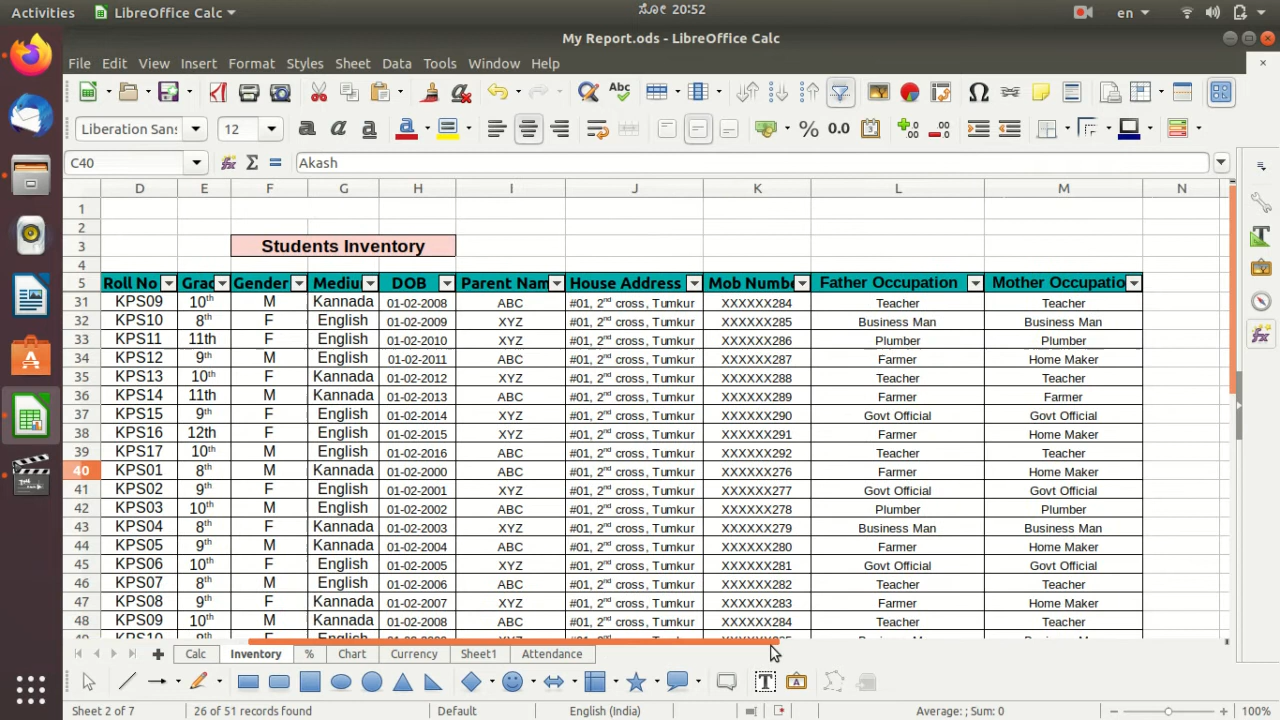 Activities LibreOffice Calc 20:52 en
My Report.ods - LibreOffice Calc
File Edit View Insert Format Styles Sheet Data Tools Window Help
Liberation Sans 12
C40 Akash
D E F G H I J K L M N
1
2
3 Students Inventory
4
5 Roll No Grad Gender Mediu DOB Parent Nam House Address Mob Numbe Father Occupation Mother Occupatio
31 KPS09 10th M Kannada 01-02-2008 ABC #01, 2nd cross, Tumkur XXXXXX284 Teacher Teacher
32 KPS10 8th F English 01-02-2009 XYZ #01, 2nd cross, Tumkur XXXXXX285 Business Man Business Man
33 KPS11 11th F English 01-02-2010 XYZ #01, 2nd cross, Tumkur XXXXXX286 Plumber Plumber
34 KPS12 9th M English 01-02-2011 ABC #01, 2nd cross, Tumkur XXXXXX287 Farmer Home Maker
35 KPS13 10th F Kannada 01-02-2012 XYZ #01, 2nd cross, Tumkur XXXXXX288 Teacher Teacher
36 KPS14 11th M Kannada 01-02-2013 ABC #01, 2nd cross, Tumkur XXXXXX289 Farmer Farmer
37 KPS15 9th F English 01-02-2014 XYZ #01, 2nd cross, Tumkur XXXXXX290 Govt Official Govt Official
38 KPS16 12th F English 01-02-2015 XYZ #01, 2nd cross, Tumkur XXXXXX291 Farmer Home Maker
39 KPS17 10th M English 01-02-2016 ABC #01, 2nd cross, Tumkur XXXXXX292 Teacher Teacher
40 KPS01 8th M Kannada 01-02-2000 ABC #01, 2nd cross, Tumkur XXXXXX276 Farmer Home Maker
41 KPS02 9th F English 01-02-2001 XYZ #01, 2nd cross, Tumkur XXXXXX277 Govt Official Govt Official
42 KPS03 10th M English 01-02-2002 ABC #01, 2nd cross, Tumkur XXXXXX278 Plumber Plumber
43 KPS04 8th F Kannada 01-02-2003 XYZ #01, 2nd cross, Tumkur XXXXXX279 Business Man Business Man
44 KPS05 9th M Kannada 01-02-2004 ABC #01, 2nd cross, Tumkur XXXXXX280 Farmer Home Maker
45 KPS06 10th F English 01-02-2005 XYZ #01, 2nd cross, Tumkur XXXXXX281 Govt Official Govt Official
46 KPS07 8th M English 01-02-2006 ABC #01, 2nd cross, Tumkur XXXXXX282 Teacher Teacher
47 KPS08 9th F Kannada 01-02-2007 XYZ #01, 2nd cross, Tumkur XXXXXX283 Farmer Home Maker
48 KPS09 10th M Kannada 01-02-2008 ABC #01, 2nd cross, Tumkur XXXXXX284 Teacher Teacher
Calc Inventory % Chart Currency Sheet1 Attendance
Sheet 2 of 7 26 of 51 records found Default English (India) Average: ; Sum: 0 100%